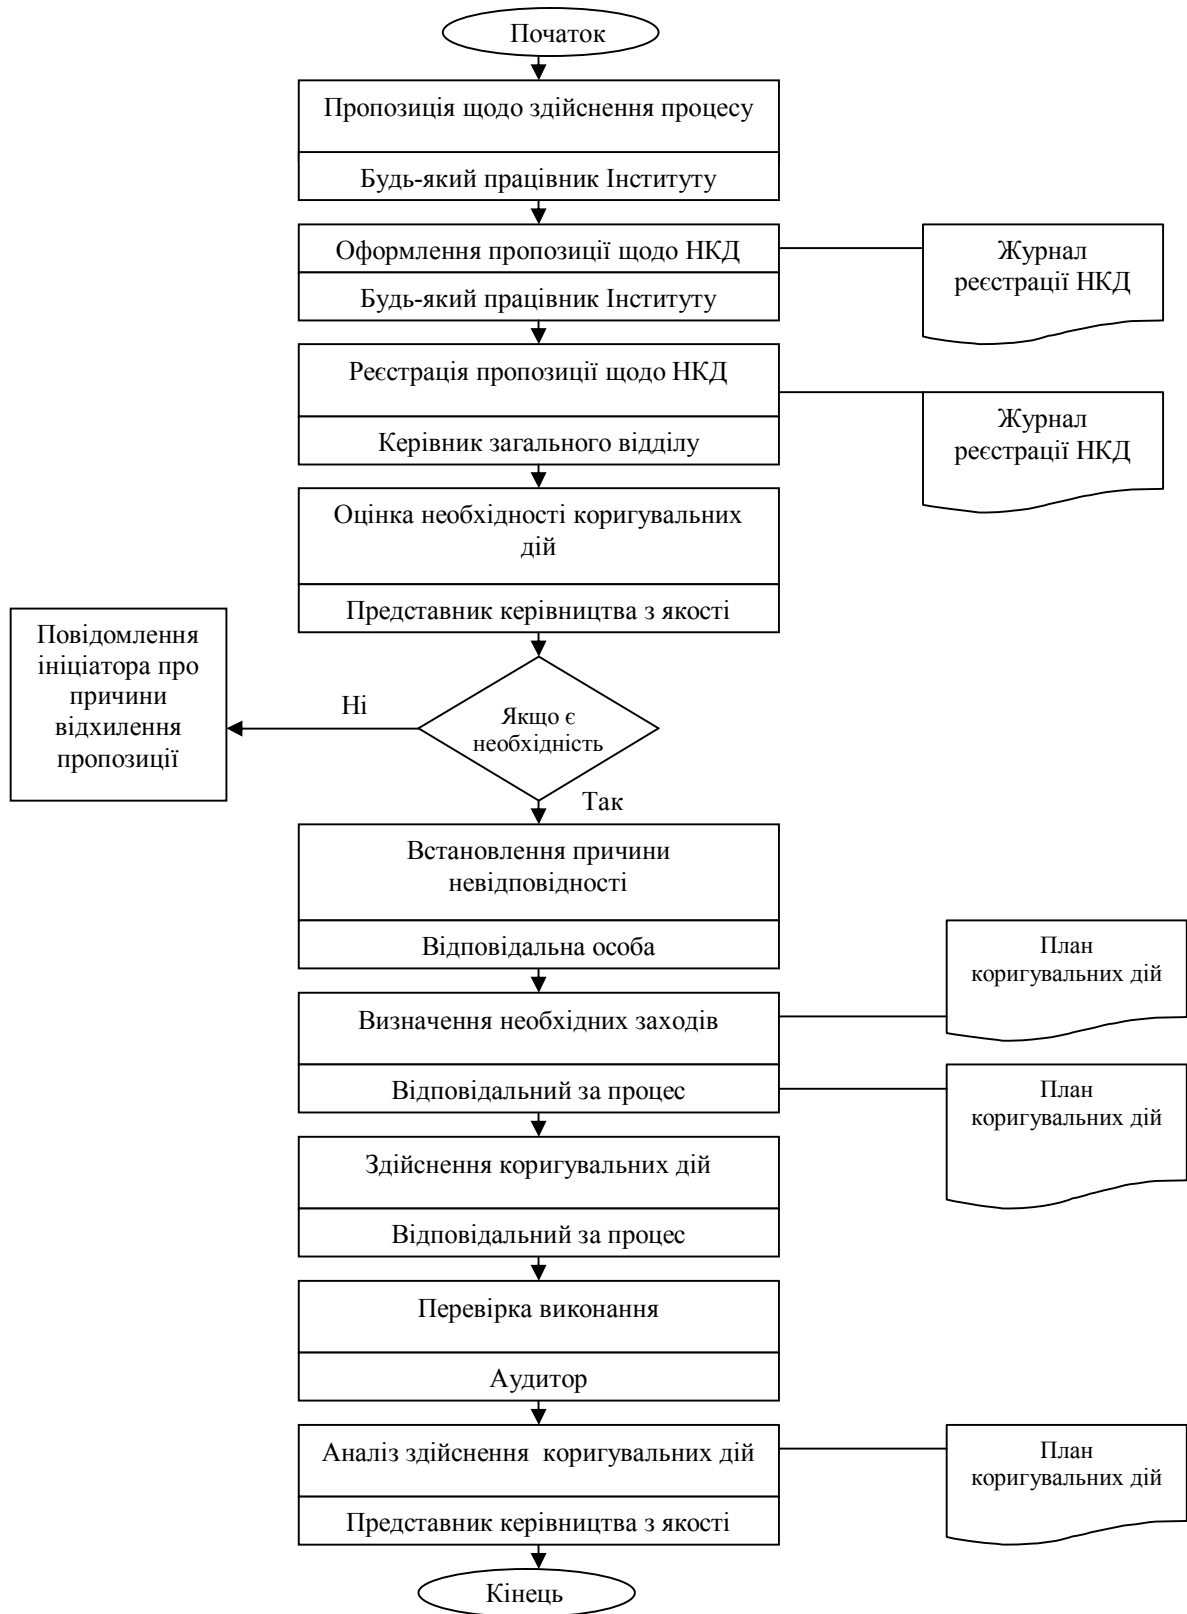 Початок
Пропозиція щодо здійснення процесу
Будь-який працівник Інституту
Оформлення пропозиції щодо НКД
Будь-який працівник Інституту
Журнал
реєстрації НКД
Реєстрація пропозиції щодо НКД
Керівник загального відділу
Журнал
реєстрації НКД
Оцінка необхідності коригувальних
дій
Представник керівництва з якості
Повідомлення
ініціатора про
причини
відхилення
пропозиції
Ні
Якщо є
необхідність
Так
Встановлення причини
невідповідності
Відповідальна особа
План
коригувальних дій
Визначення необхідних заходів
Відповідальний за процес
План
коригувальних дій
Здійснення коригувальних дій
Відповідальний за процес
Перевірка виконання
Аудитор
Аналіз здійснення  коригувальних дій
Представник керівництва з якості
План
коригувальних дій
Кінець